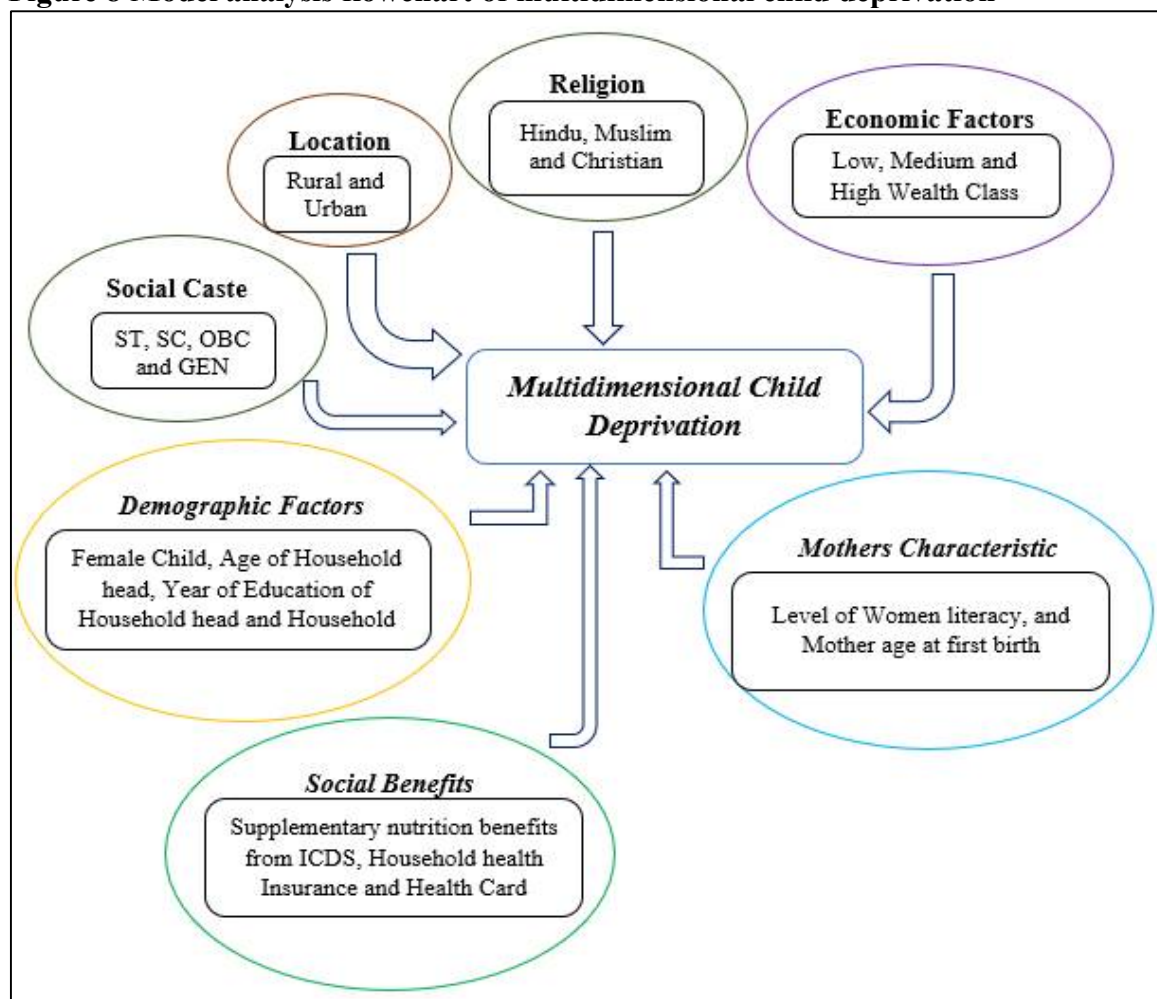 Religion
Hindu, Muslim
and Christian
Economic Factors
Low, Medium and
High Wealth Class
Location
Rural and
Urban
Social Caste
ST, SC, OBC
and GEN
Multidimensional Child
Deprivation
Demographic Factors
Female Child, Age of Household
head, Year of Education of
Household head and Household
Mothers Characteristic
Level of Women literacy, and
Mother age at first birth
Social Benefits
Supplementary nutrition benefits
from ICDS, Household health
Insurance and Health Card